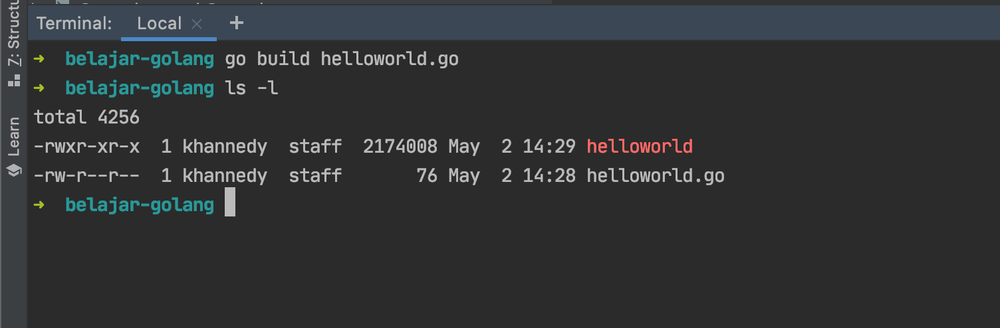 Terminal: Local × +
➜ belajar-golang go build helloworld.go
➜ belajar-golang ls -l
total 4256
-rwxr-xr-x  1 khannedy  staff  2174008 May  2 14:29 helloworld
-rw-r--r--  1 khannedy  staff       76 May  2 14:28 helloworld.go
➜ belajar-golang
7: Structu
Learn